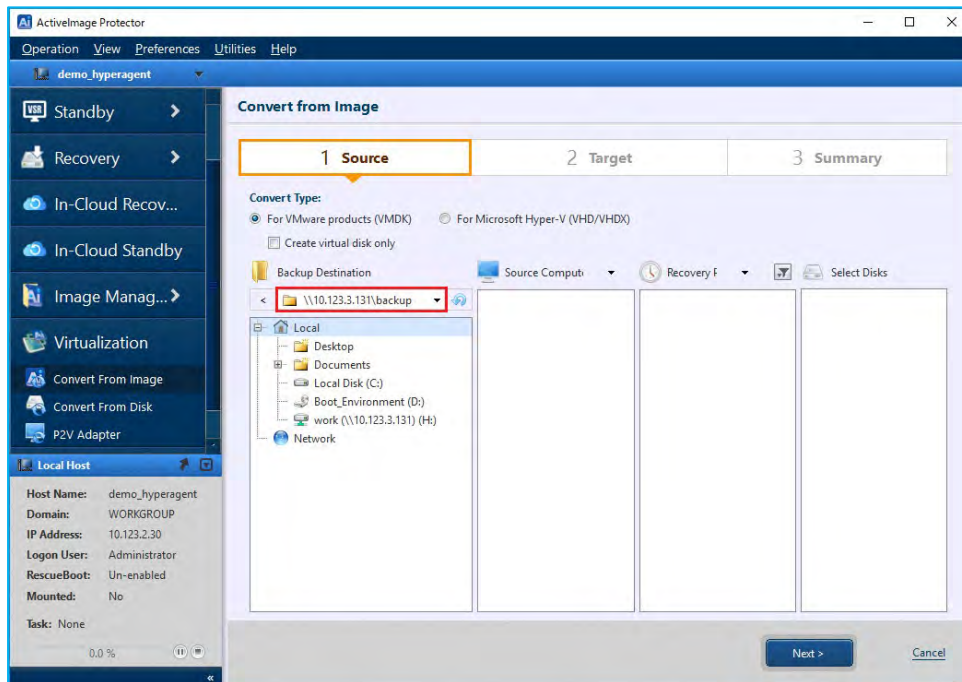 Ai ActiveImage Protector
Operation View Preferences Utilities Help
demo_hyperagent
VSR Standby
Recovery
In-Cloud Recov...
In-Cloud Standby
Image Manag...
Virtualization
Convert From Image
Convert From Disk
P2V Adapter
Local Host
Host Name: demo_hyperagent
Domain: WORKGROUP
IP Address: 10.123.2.30
Logon User: Administrator
RescueBoot: Un-enabled
Mounted: No
Task: None
0.0 %
«
Convert from Image
1 Source 2 Target 3 Summary
Convert Type:
For VMware products (VMDK) For Microsoft Hyper-V (VHD/VHDX)
Create virtual disk only
Backup Destination Source Comput Recovery F Select Disks
< \\10.123.3.131\backup
Local
Desktop
Documents
Local Disk (C:)
Boot_Environment (D:)
work (\\10.123.3.131) (H:)
Network
Next > Cancel